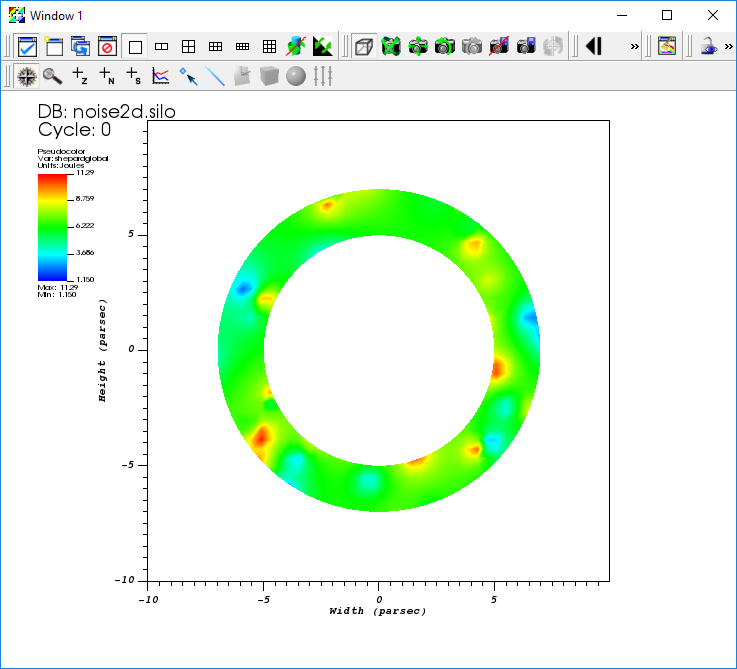 Window 1
»
»
Z
N
S
DB: noise2d.silo
Cycle: 0
Pseudocolor
Var: shepardglobal
Units: Joules
11.29
8.759
6.222
3.686
1.150
Max: 11.29
Min: 1.150
5
0
-5
-10
Height (parsec)
-10
-5
0
5
Width (parsec)